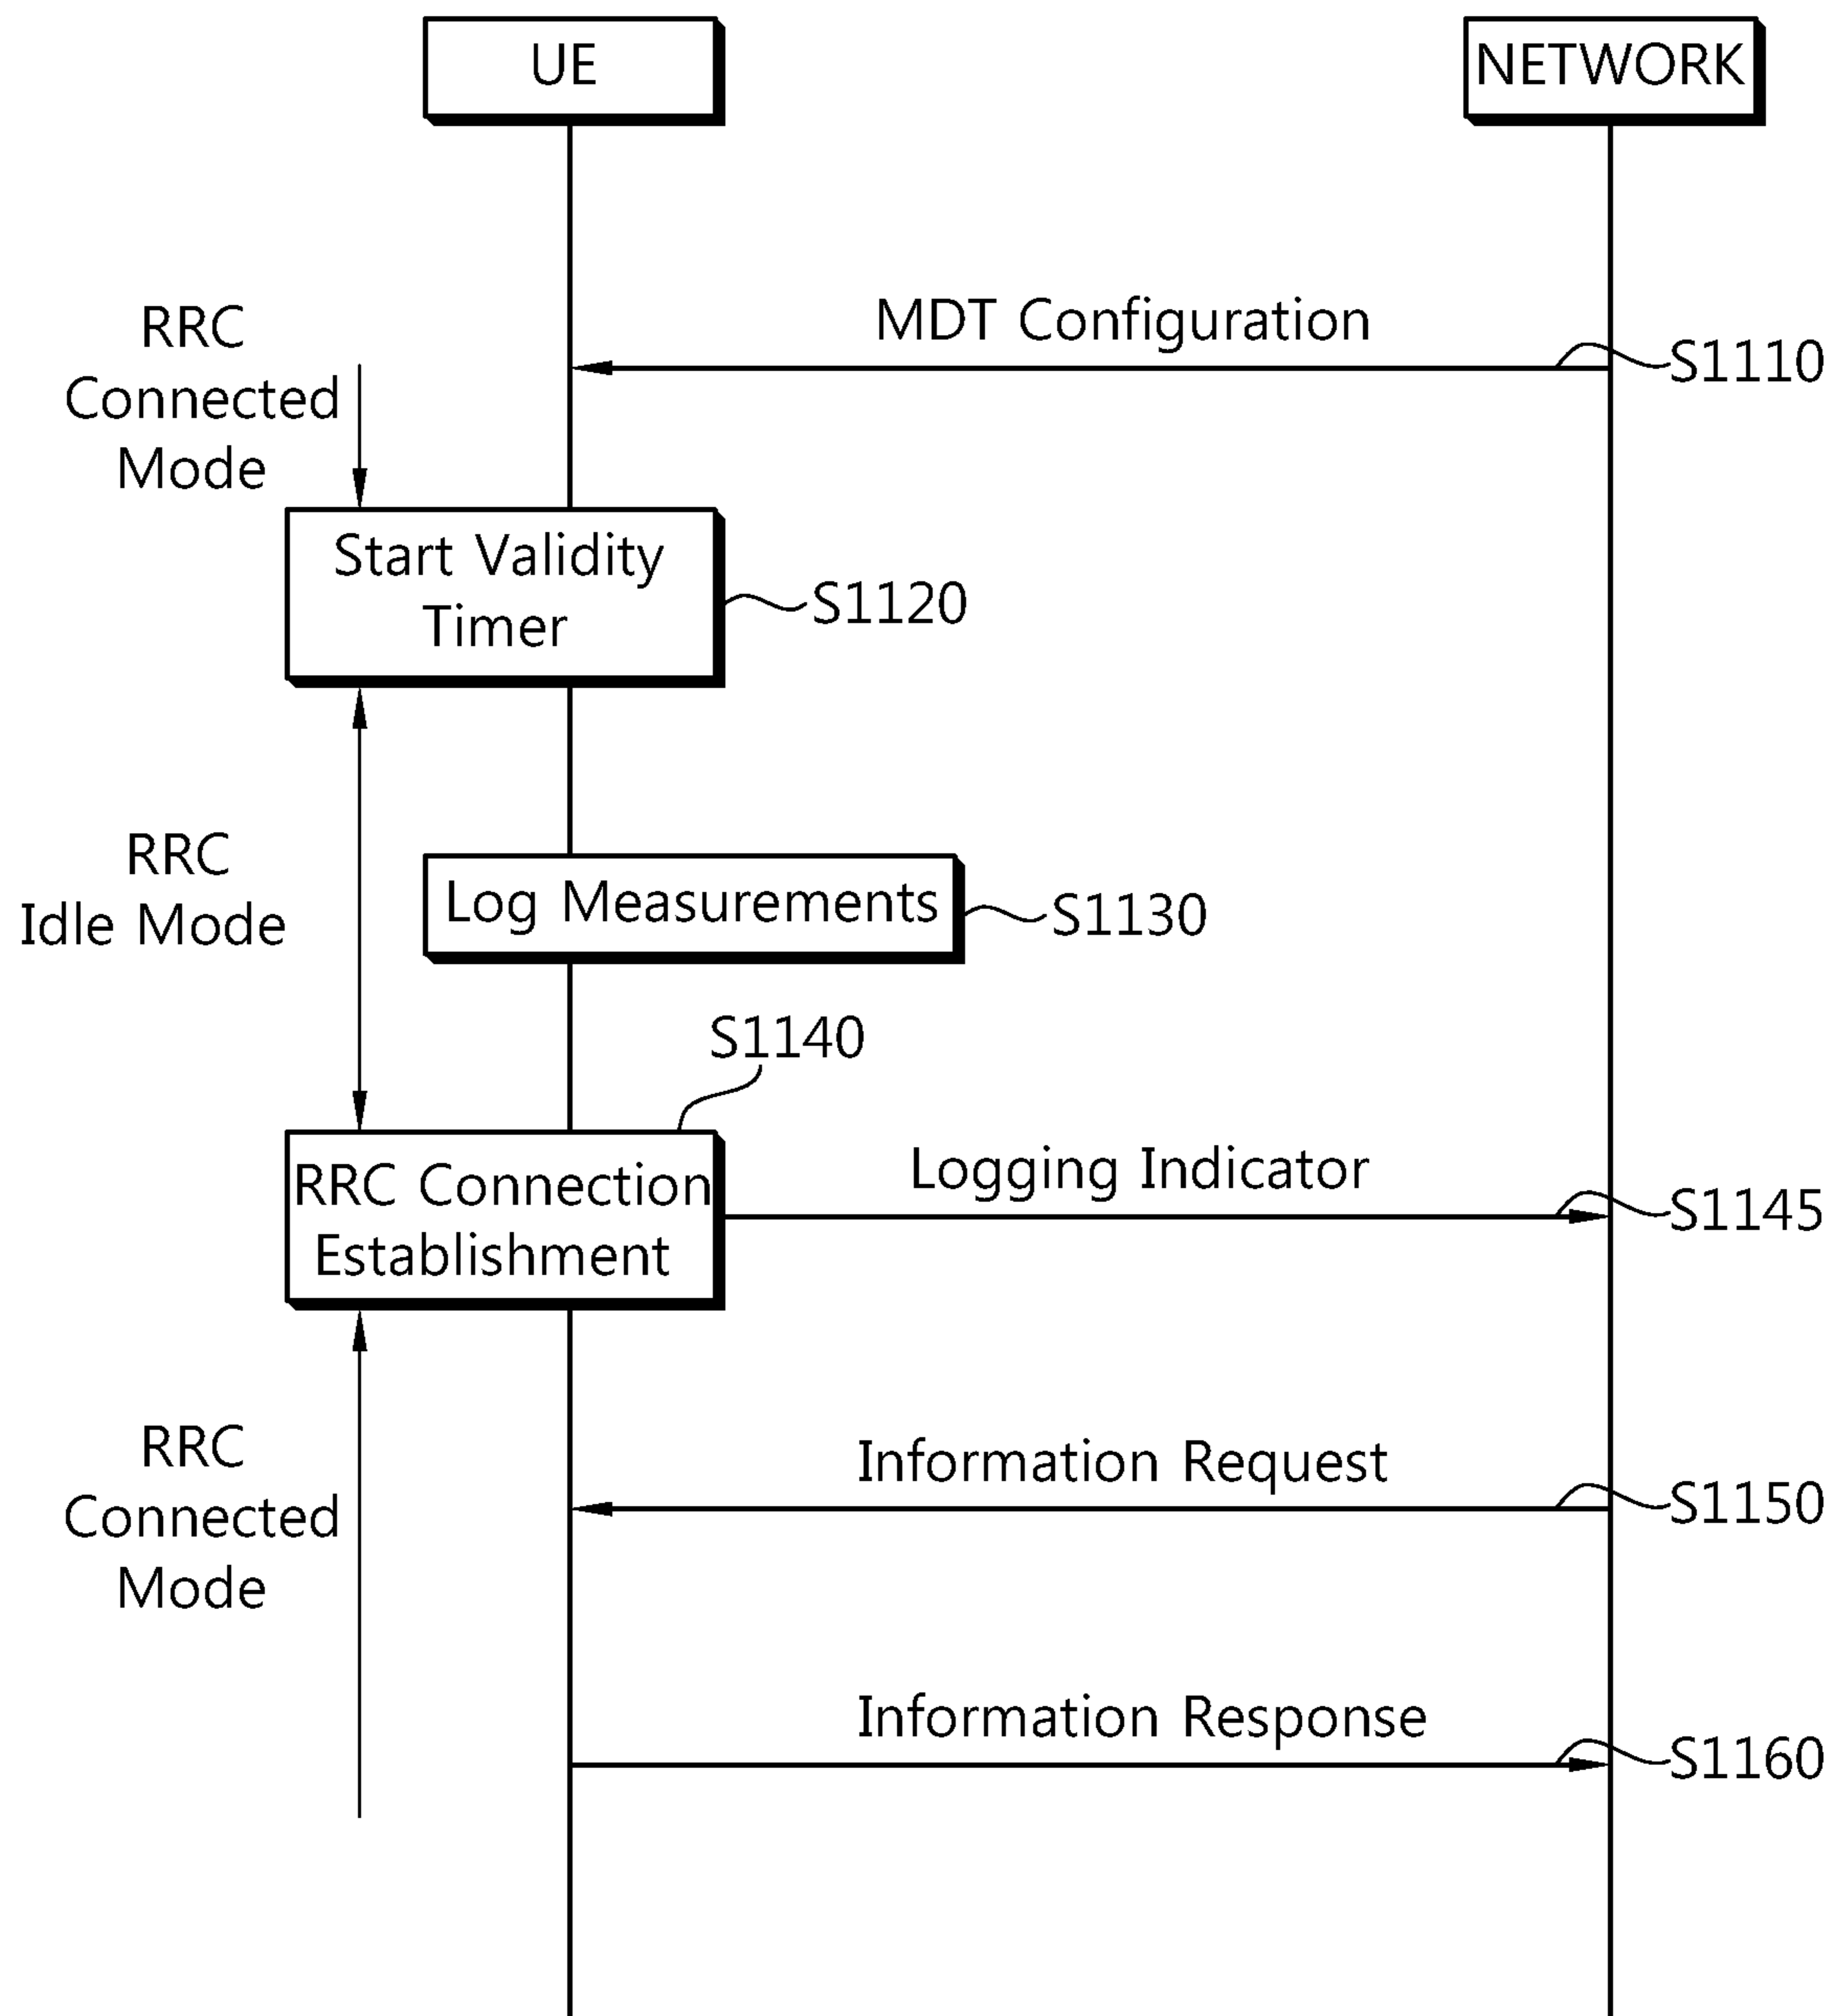 UE
NETWORK
MDT Configuration
S1110
RRC
Connected
Mode
Start Validity
Timer
S1120
RRC
Idle Mode
Log Measurements
S1130
S1140
RRC Connection
Establishment
Logging Indicator
S1145
RRC
Connected
Mode
Information Request
S1150
Information Response
S1160